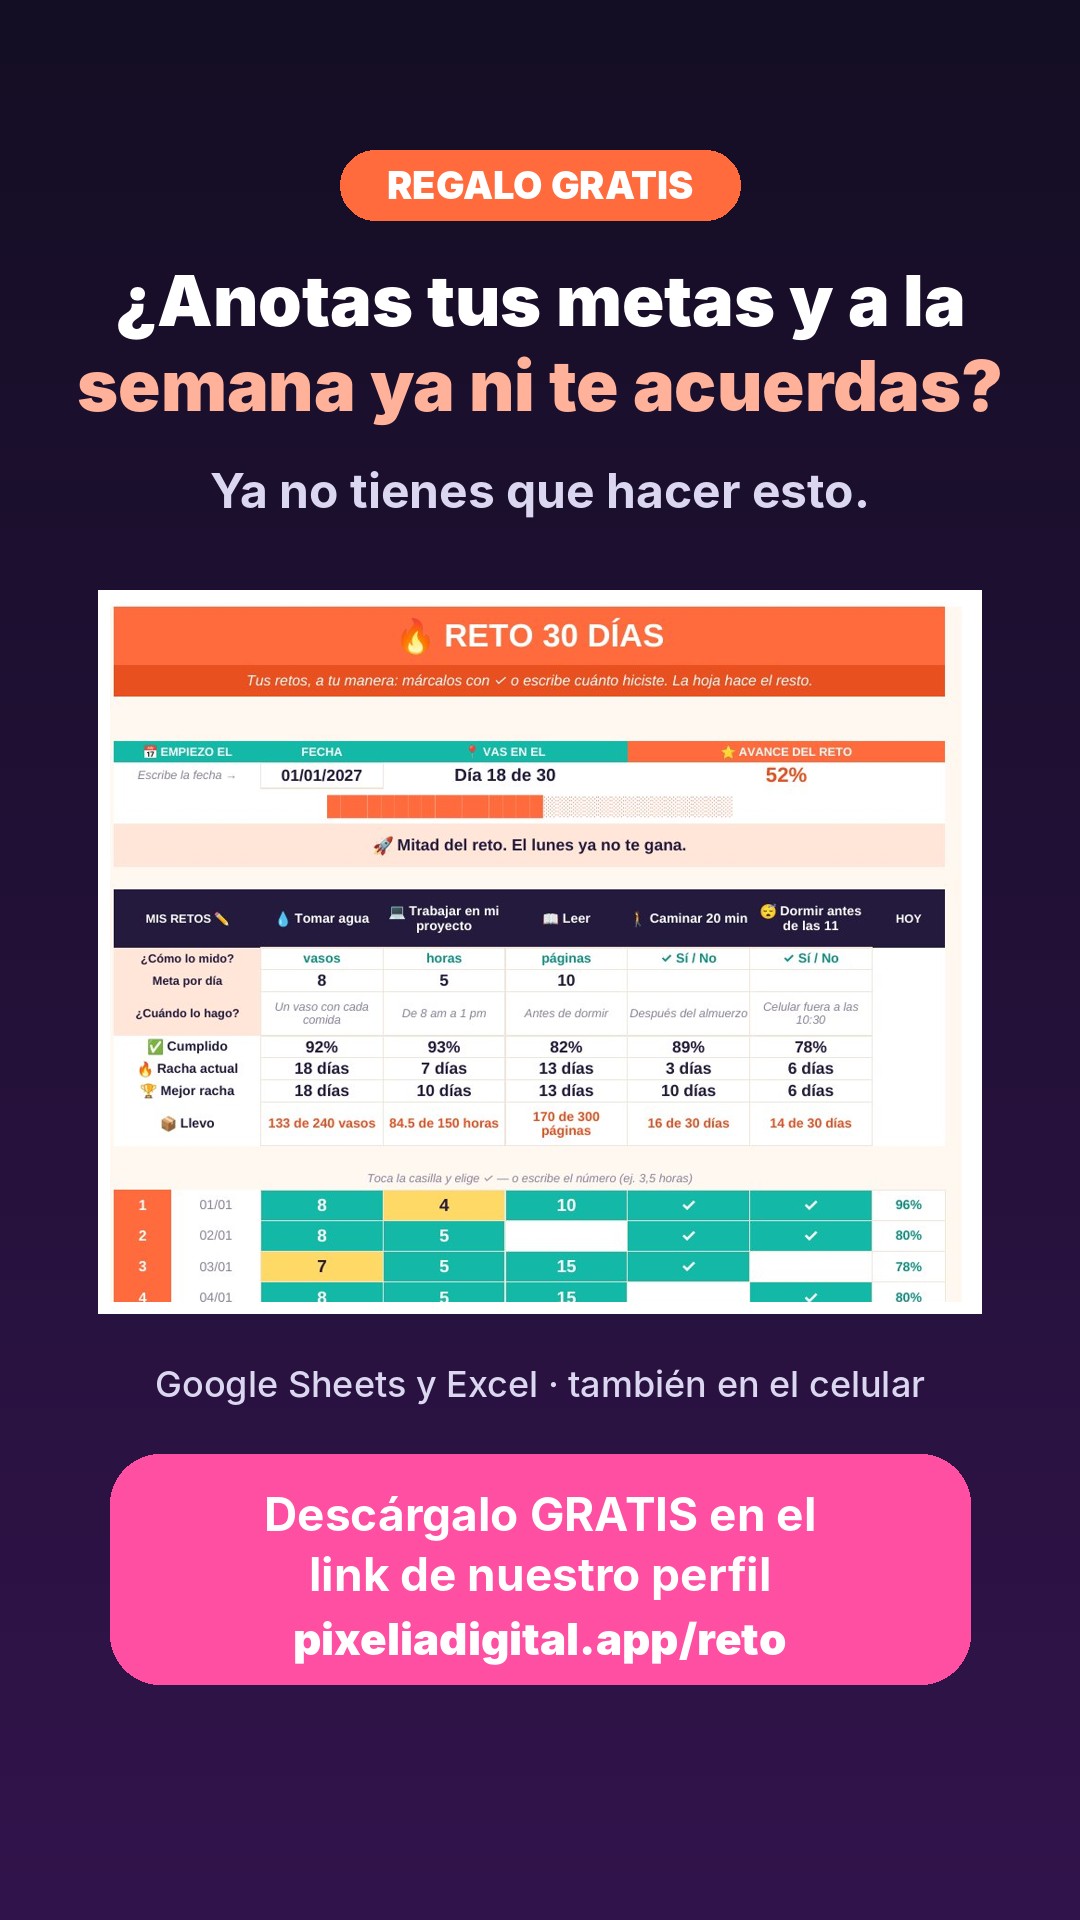 REGALO GRATIS
¿Anotas tus metas y a la
semana ya ni te acuerdas?
Ya no tienes que hacer esto.
🔥 RETO 30 DÍAS
Tus retos, a tu manera: márcalos con ✓ o escribe cuánto hiciste. La hoja hace el resto.
📅 EMPIEZO EL FECHA 📍 VAS EN EL ⭐ AVANCE DEL RETO
Escribe la fecha → 01/01/2027 Día 18 de 30 52%
🚀 Mitad del reto. El lunes ya no te gana.
MIS RETOS ✏️ 💧 Tomar agua 💻 Trabajar en mi proyecto 📖 Leer 🚶 Caminar 20 min 😴 Dormir antes de las 11 HOY
¿Cómo lo mido? vasos horas páginas ✓ Sí / No ✓ Sí / No
Meta por día 8 5 10
¿Cuándo lo hago? Un vaso con cada comida De 8 am a 1 pm Antes de dormir Después del almuerzo Celular fuera a las 10:30
✅ Cumplido 92% 93% 82% 89% 78%
🔥 Racha actual 18 días 7 días 13 días 3 días 6 días
🏆 Mejor racha 18 días 10 días 13 días 10 días 6 días
📦 Llevo 133 de 240 vasos 84.5 de 150 horas 170 de 300 páginas 16 de 30 días 14 de 30 días
Toca la casilla y elige ✓ — o escribe el número (ej. 3,5 horas)
1 01/01 8 4 10 ✓ ✓ 96%
2 02/01 8 5 ✓ ✓ 80%
3 03/01 7 5 15 ✓ 78%
4 04/01 8 5 15 ✓ 80%
Google Sheets y Excel · también en el celular
Descárgalo GRATIS en el
link de nuestro perfil
pixeliadigital.app/reto